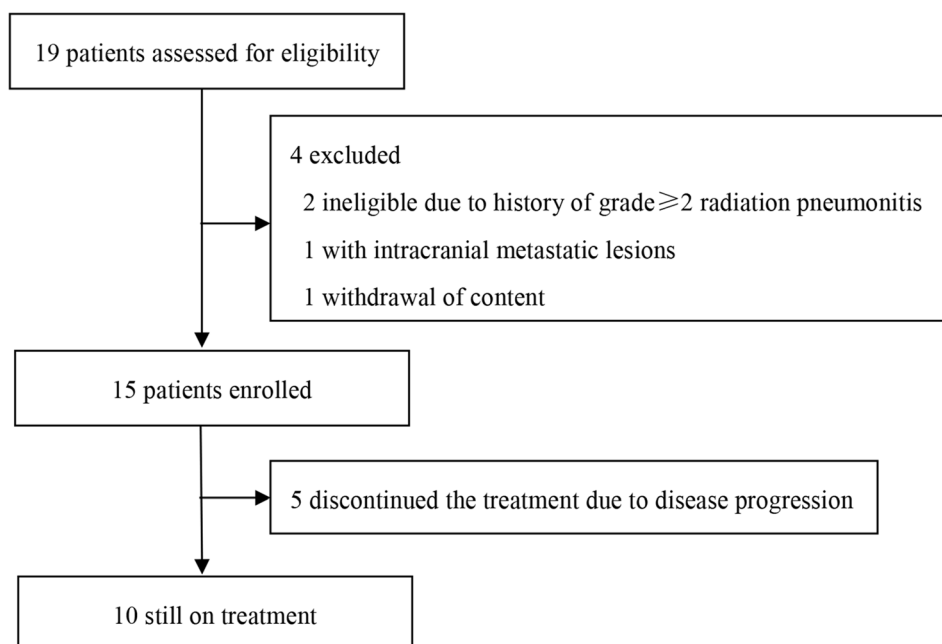 19 patients assessed for eligibility
4 excluded
2 ineligible due to history of grade⩾2 radiation pneumonitis
1 with intracranial metastatic lesions
1 withdrawal of content
15 patients enrolled
5 discontinued the treatment due to disease progression
10 still on treatment